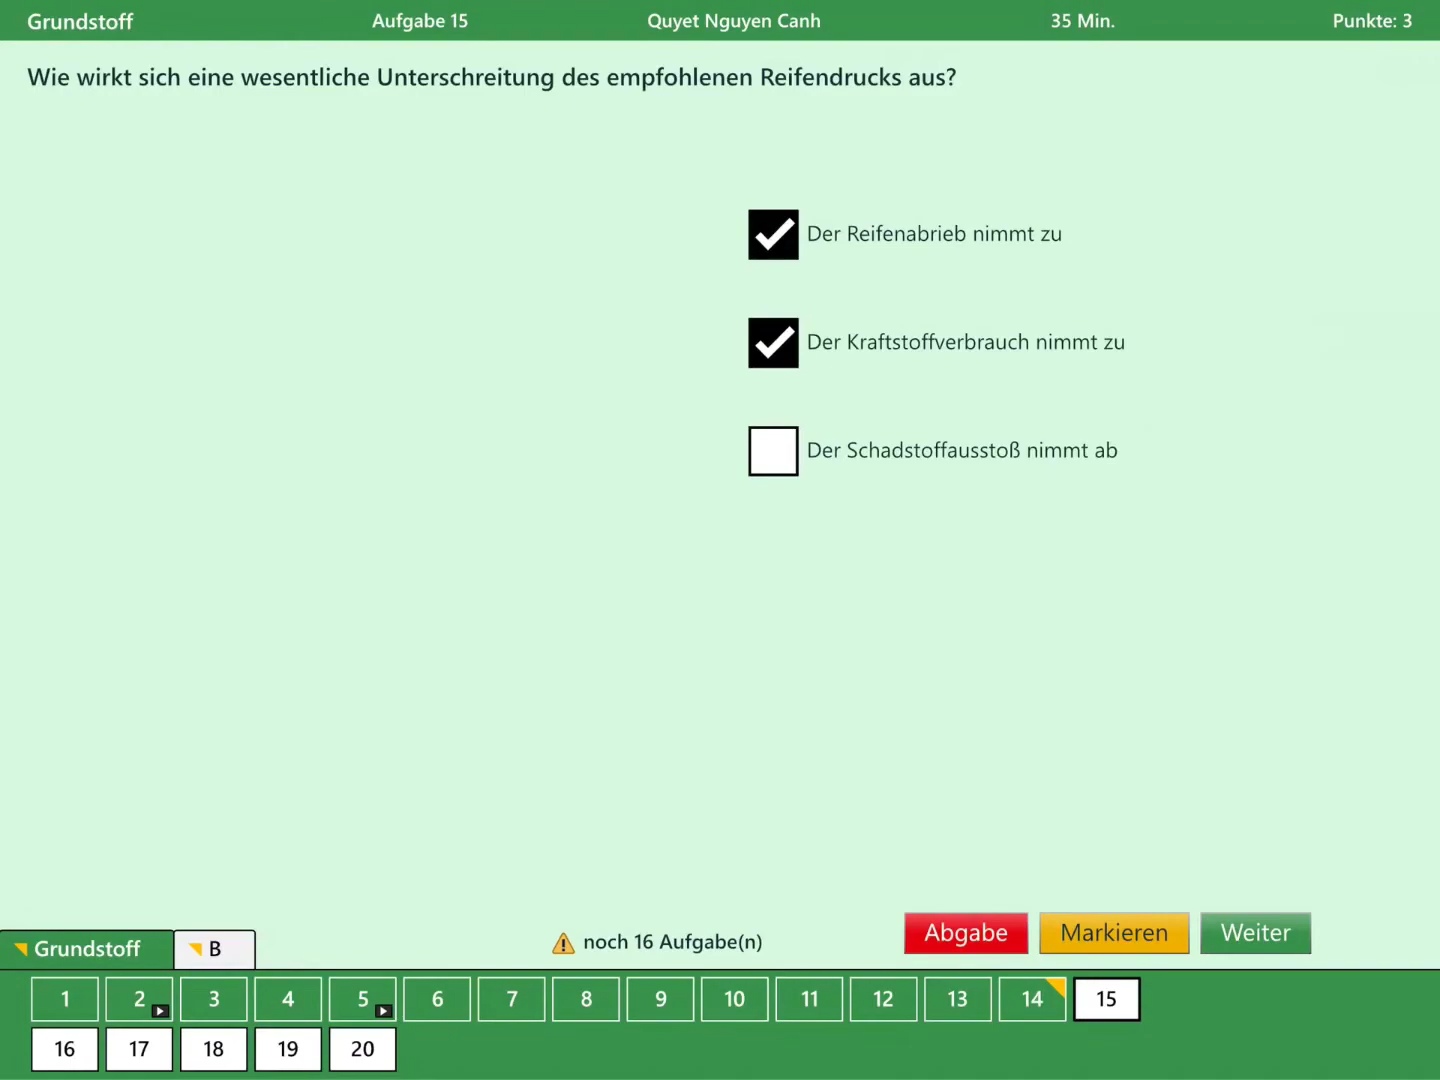 Grundstoff Aufgabe 15 Quyet Nguyen Canh 35 Min. Punkte: 3
Wie wirkt sich eine wesentliche Unterschreitung des empfohlenen Reifendrucks aus?
Der Reifenabrieb nimmt zu
Der Kraftstoffverbrauch nimmt zu
Der Schadstoffausstoß nimmt ab
Grundstoff B noch 16 Aufgabe(n) Abgabe Markieren Weiter
1 2 3 4 5 6 7 8 9 10 11 12 13 14 15
16 17 18 19 20